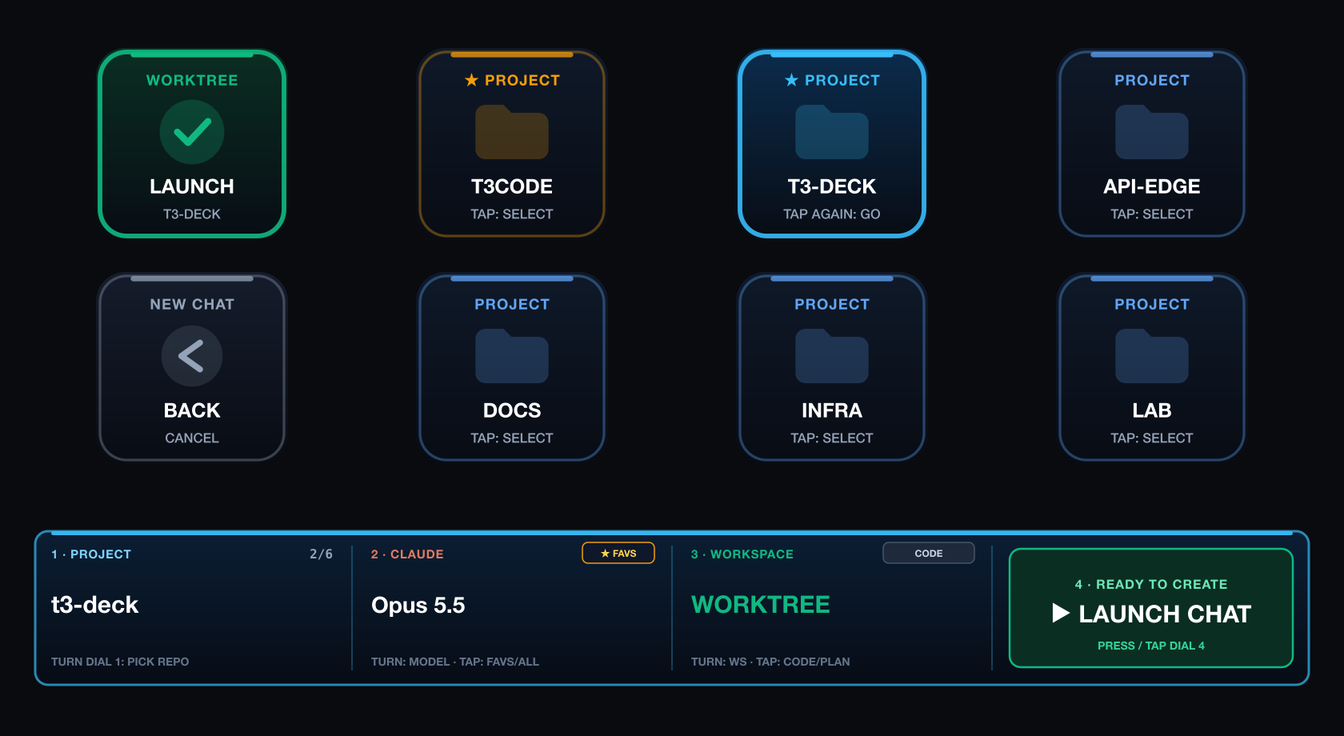 WORKTREE
LAUNCH
T3-DECK
★ PROJECT
T3CODE
TAP: SELECT
★ PROJECT
T3-DECK
TAP AGAIN: GO
PROJECT
API-EDGE
TAP: SELECT
NEW CHAT
BACK
CANCEL
PROJECT
DOCS
TAP: SELECT
PROJECT
INFRA
TAP: SELECT
PROJECT
LAB
TAP: SELECT
1 · PROJECT
2/6
t3-deck
TURN DIAL 1: PICK REPO
2 · CLAUDE
★ FAVS
Opus 5.5
TURN: MODEL · TAP: FAVS/ALL
3 · WORKSPACE
CODE
WORKTREE
TURN: WS · TAP: CODE/PLAN
4 · READY TO CREATE
▶ LAUNCH CHAT
PRESS / TAP DIAL 4